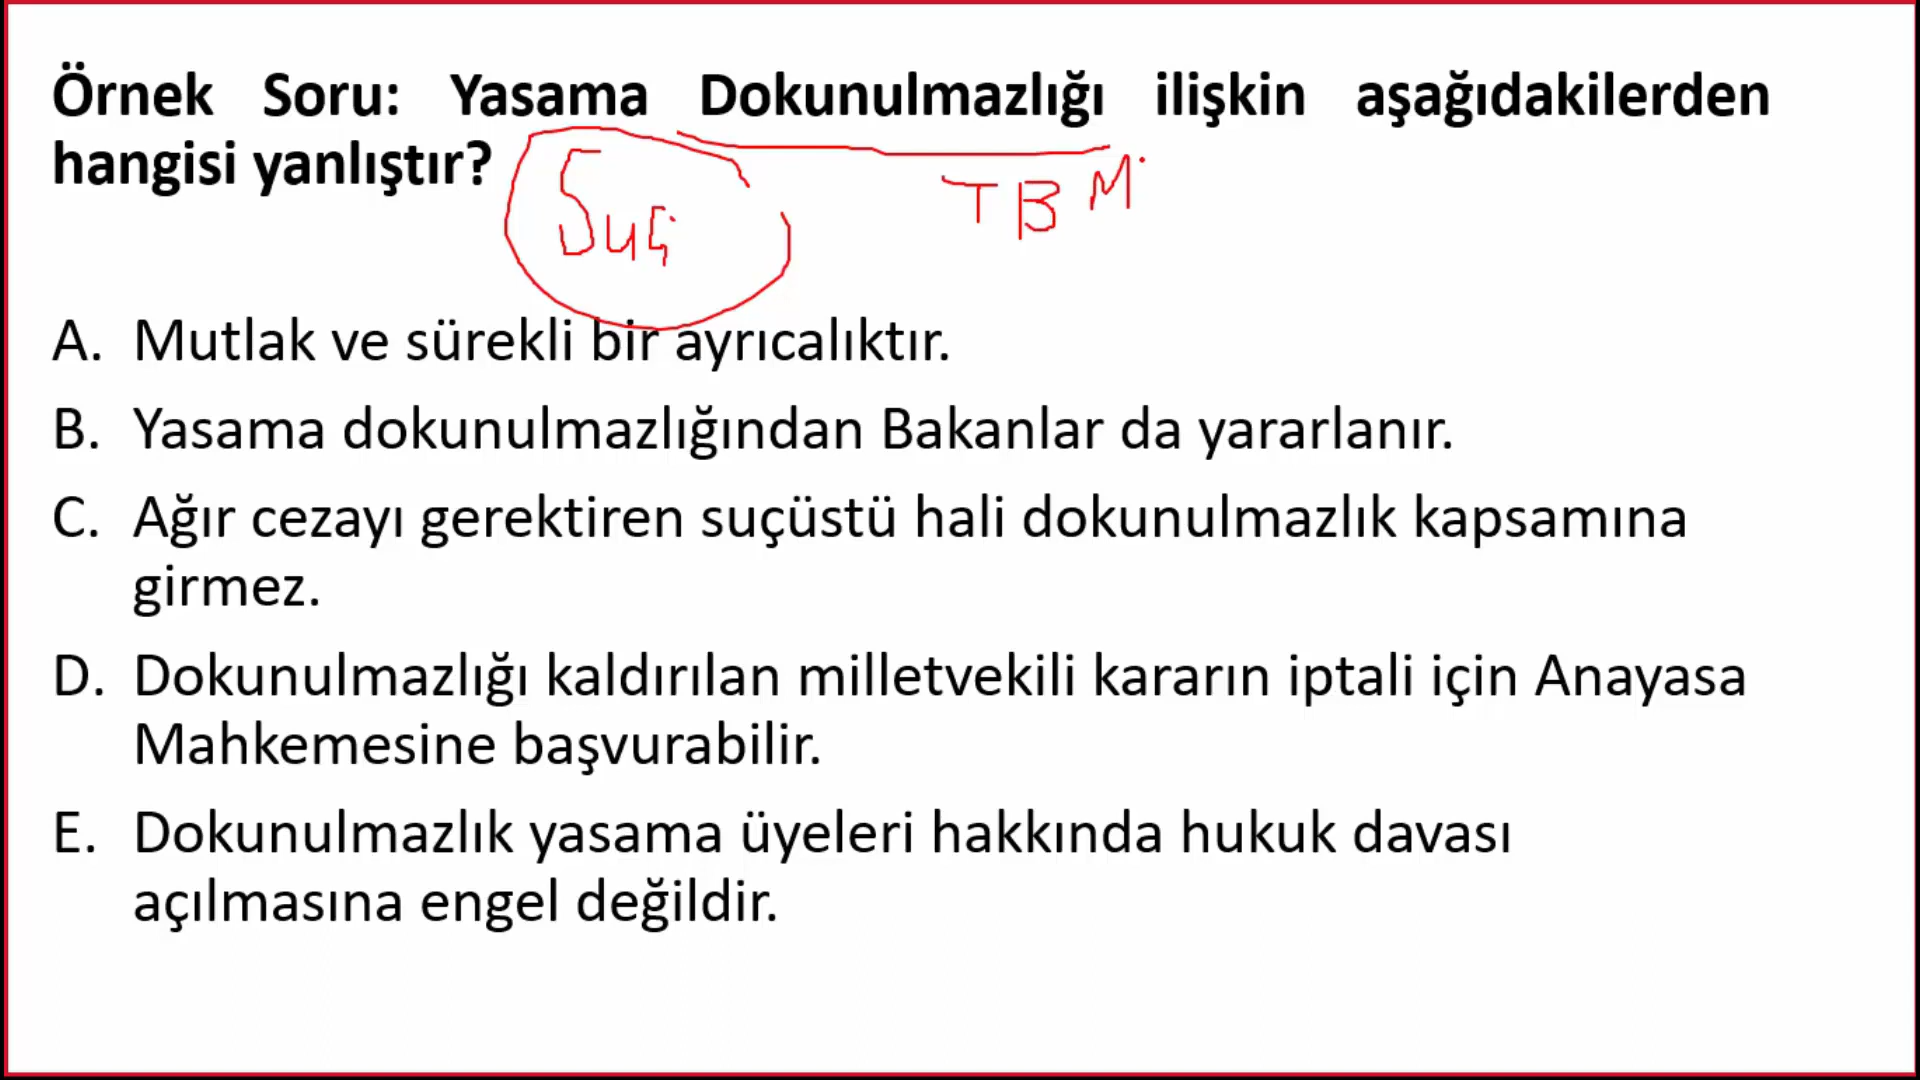 Örnek Soru: Yasama Dokunulmazlığı ilişkin aşağıdakilerden
hangisi yanlıştır?
Suç
TBM
A. Mutlak ve sürekli bir ayrıcalıktır.
B. Yasama dokunulmazlığından Bakanlar da yararlanır.
C. Ağır cezayı gerektiren suçüstü hali dokunulmazlık kapsamına
girmez.
D. Dokunulmazlığı kaldırılan milletvekili kararın iptali için Anayasa
Mahkemesine başvurabilir.
E. Dokunulmazlık yasama üyeleri hakkında hukuk davası
açılmasına engel değildir.